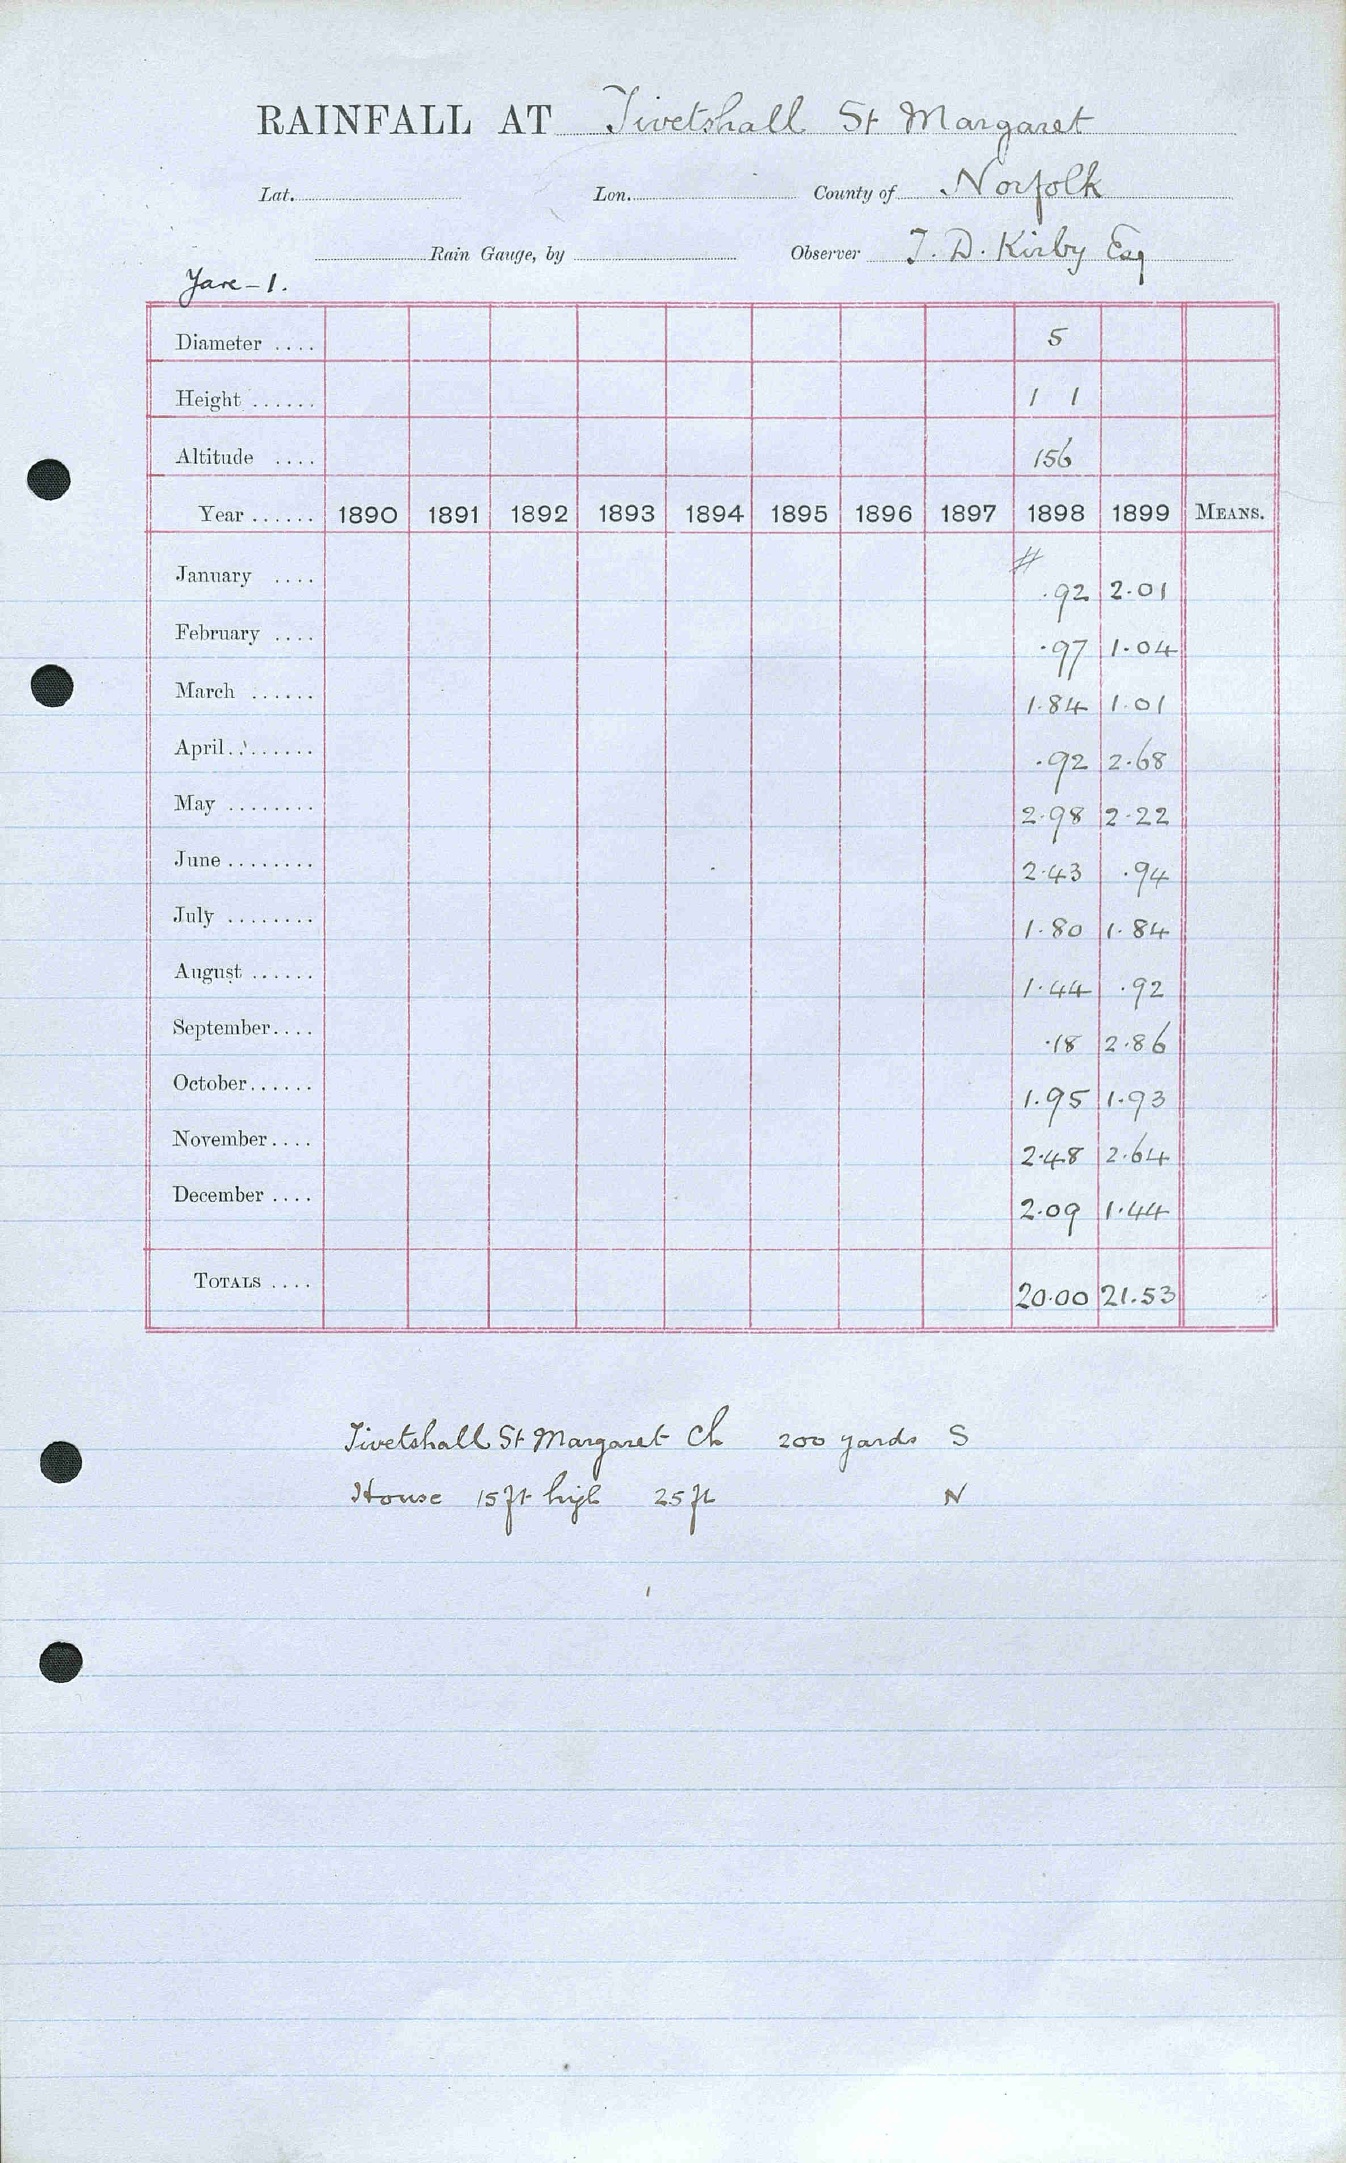 RAINFALL AT Tivetshall St Margaret
Lat. Lon. County of Norfolk
Rain Gauge, by Observer T. D. Kirby Esq
Yare - 1.
Diameter .... 5
Height ...... 1 1
Altitude .... 156
Year ...... 1890 1891 1892 1893 1894 1895 1896 1897 1898 1899 MEANS.
#
January .... .92 2.01
February .... .97 1.04
March ...... 1.84 1.01
April........ .92 2.68
May ........ 2.98 2.22
June ........ 2.43 .94
July ........ 1.80 1.84
August ...... 1.44 .92
September.... .18 2.86
October...... 1.95 1.93
November.... 2.48 2.64
December .... 2.09 1.44
TOTALS .... 20.00 21.53
Tivetshall St Margaret Ch 200 yards S
House 15 ft high 25 ft N